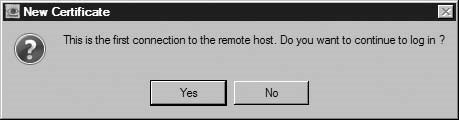 New Certificate
This is the first connection to the remote host. Do you want to continue to log in ?
Yes
No